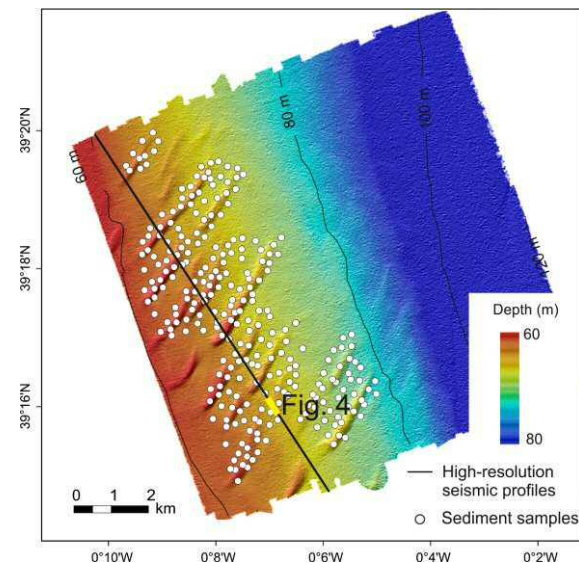 39°20'N
39°18'N
39°16'N
60 m
80 m
100 m
120 m
Fig. 4
Depth (m)
60
80
High-resolution
seismic profiles
Sediment samples
0 1 2
km
0°10'W 0°8'W 0°6'W 0°4'W 0°2'W